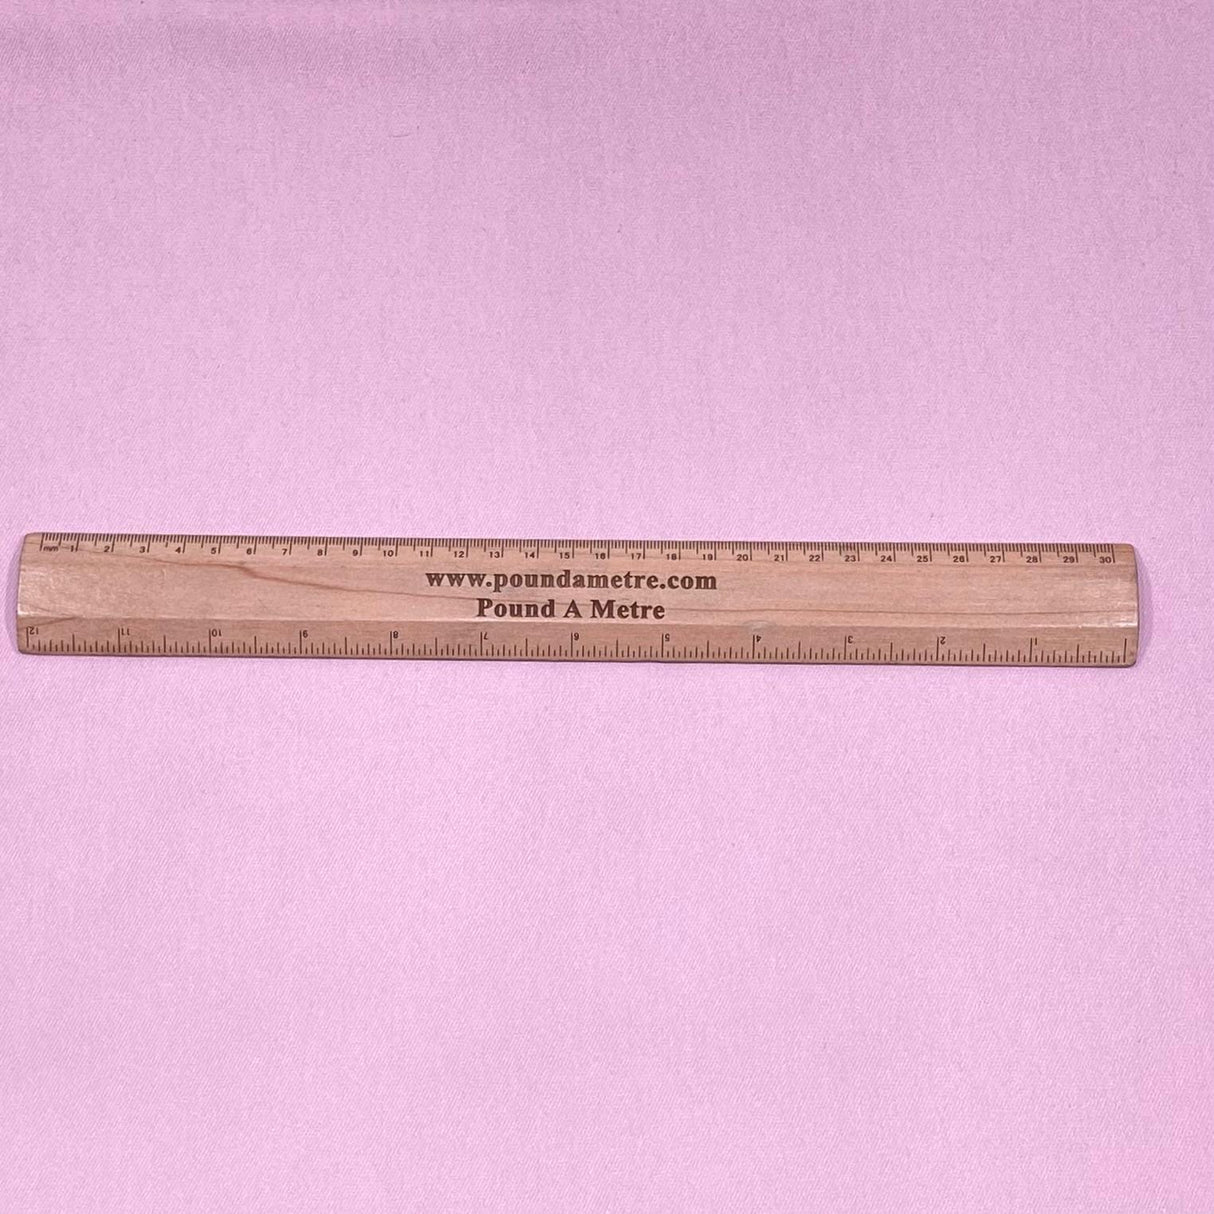 mm 1 2 3 4 5 6 7 8 9 10 11 12 13 14 15 16 17 18 19 20 21 22 23 24 25 26 27 28 29 30
www.poundametre.com
Pound A Metre
12 11 10 9 8 7 6 5 4 3 2 1